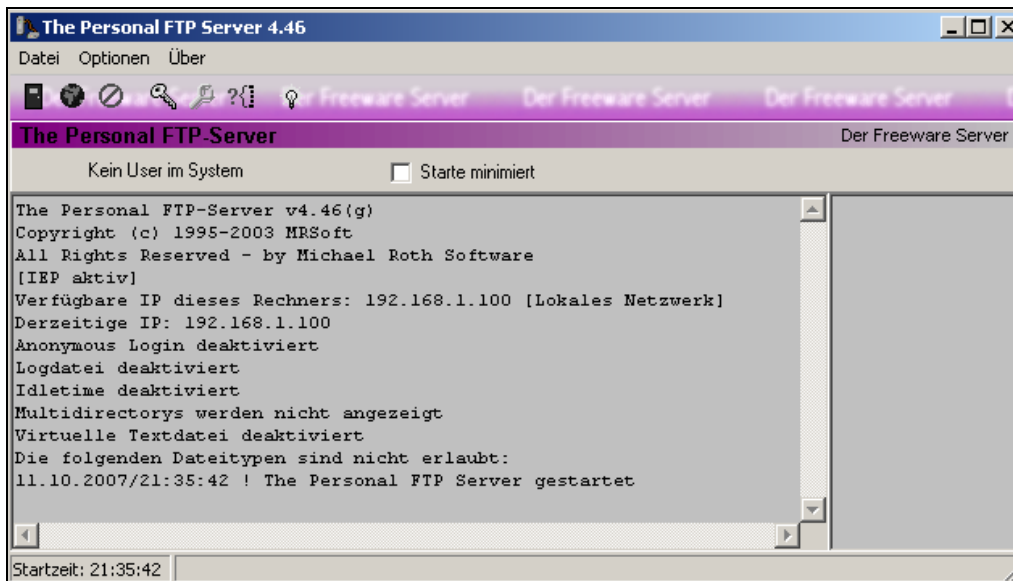 The Personal FTP Server 4.46
Datei Optionen Über
Der Freeware Server Der Freeware Server Der Freeware Server
The Personal FTP-Server Der Freeware Server
Kein User im System Starte minimiert
The Personal FTP-Server v4.46(g)
Copyright (c) 1995-2003 MRSoft
All Rights Reserved - by Michael Roth Software
[IEP aktiv]
Verfügbare IP dieses Rechners: 192.168.1.100 [Lokales Netzwerk]
Derzeitige IP: 192.168.1.100
Anonymous Login deaktiviert
Logdatei deaktiviert
Idletime deaktiviert
Multidirectorys werden nicht angezeigt
Virtuelle Textdatei deaktiviert
Die folgenden Dateitypen sind nicht erlaubt:
11.10.2007/21:35:42 ! The Personal FTP Server gestartet
Startzeit: 21:35:42